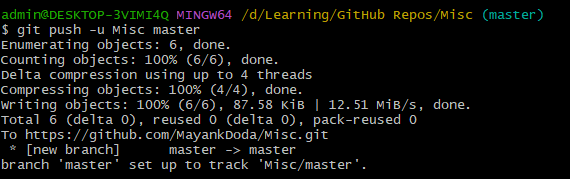 admin@DESKTOP-3VIMI4Q MINGW64 /d/Learning/GitHub Repos/Misc (master)
$ git push -u Misc master
Enumerating objects: 6, done.
Counting objects: 100% (6/6), done.
Delta compression using up to 4 threads
Compressing objects: 100% (4/4), done.
Writing objects: 100% (6/6), 87.58 KiB | 12.51 MiB/s, done.
Total 6 (delta 0), reused 0 (delta 0), pack-reused 0
To https://github.com/MayankDoda/Misc.git
 * [new branch]      master -> master
branch 'master' set up to track 'Misc/master'.